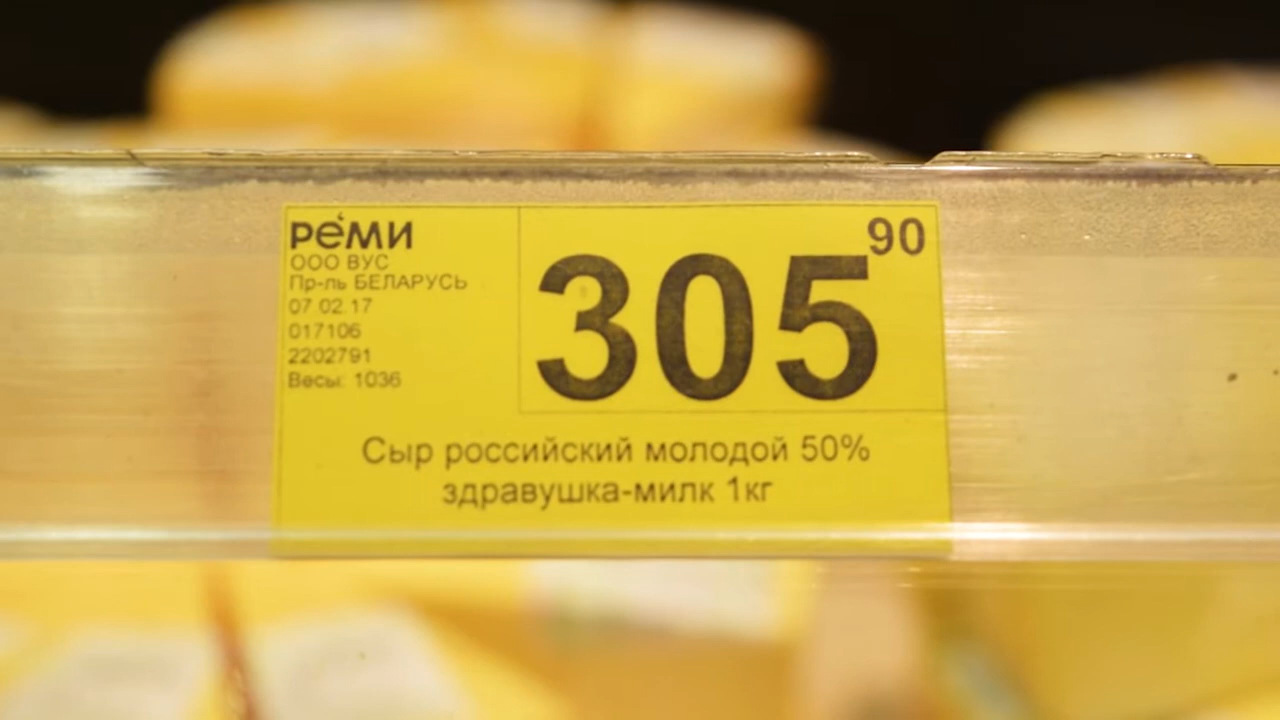 Реми
ООО ВУС
Пр-ль БЕЛАРУСЬ
07.02.17
017106
2202791
Весы: 1036
305 90
Сыр российский молодой 50%
здравушка-милк 1кг